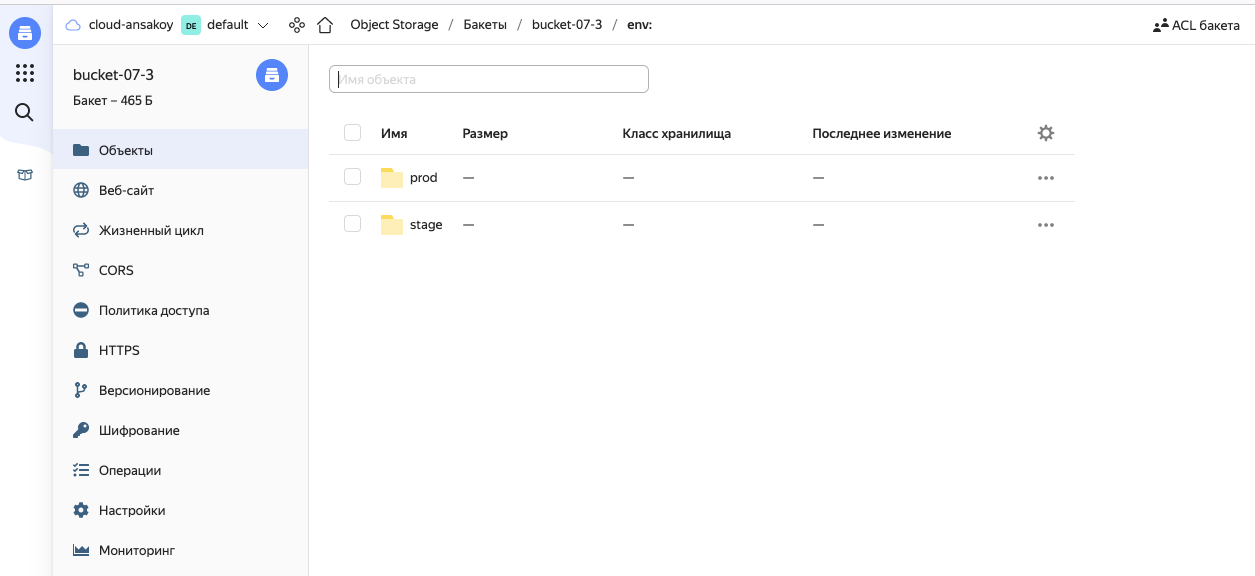 cloud-ansakoy DE default Object Storage / Бакеты / bucket-07-3 / env: ACL бакета
bucket-07-3
Бакет – 465 Б
Объекты
Веб-сайт
Жизненный цикл
CORS
Политика доступа
HTTPS
Версионирование
Шифрование
Операции
Настройки
Мониторинг
Имя объекта
Имя Размер Класс хранилища Последнее изменение
prod — — —
stage — — —